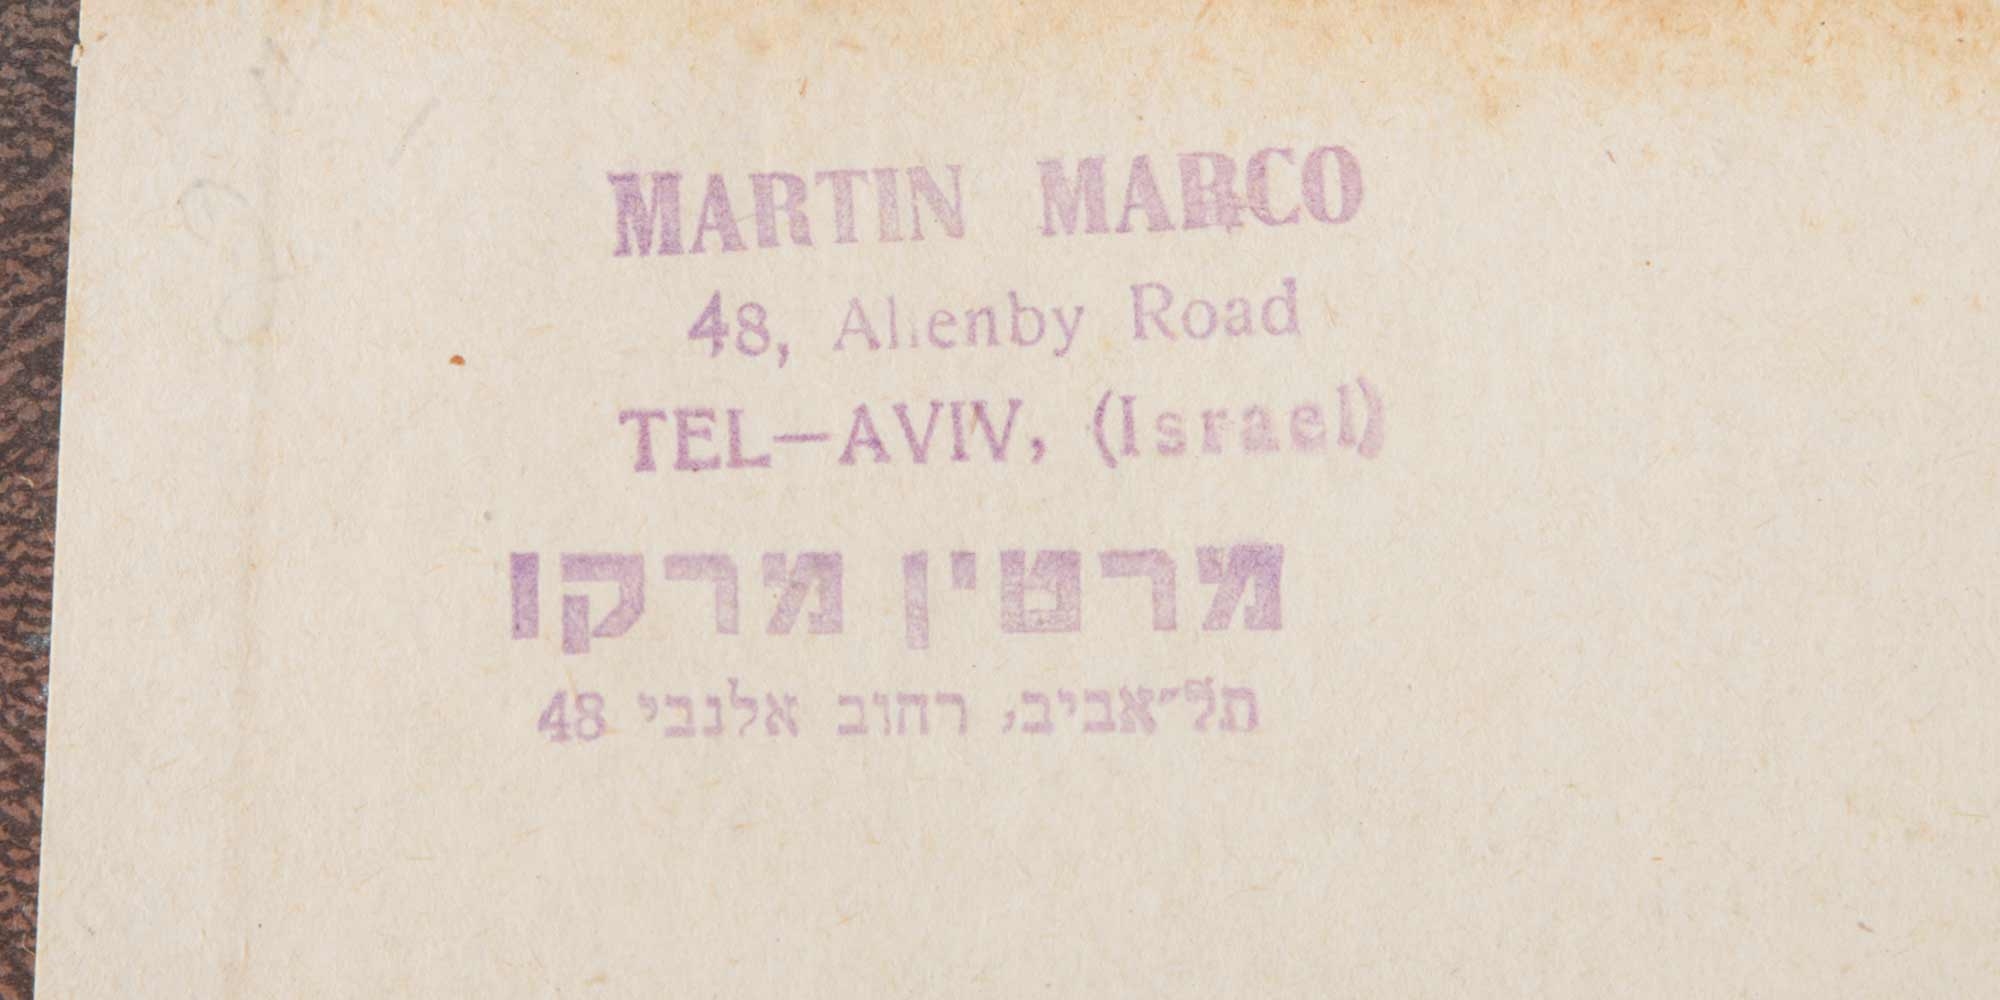 MARTIN MARCO
48, Allenby Road
TEL-AVIV, (Israel)
מרטין מרקו
תל־אביב, רחוב אלנבי 48